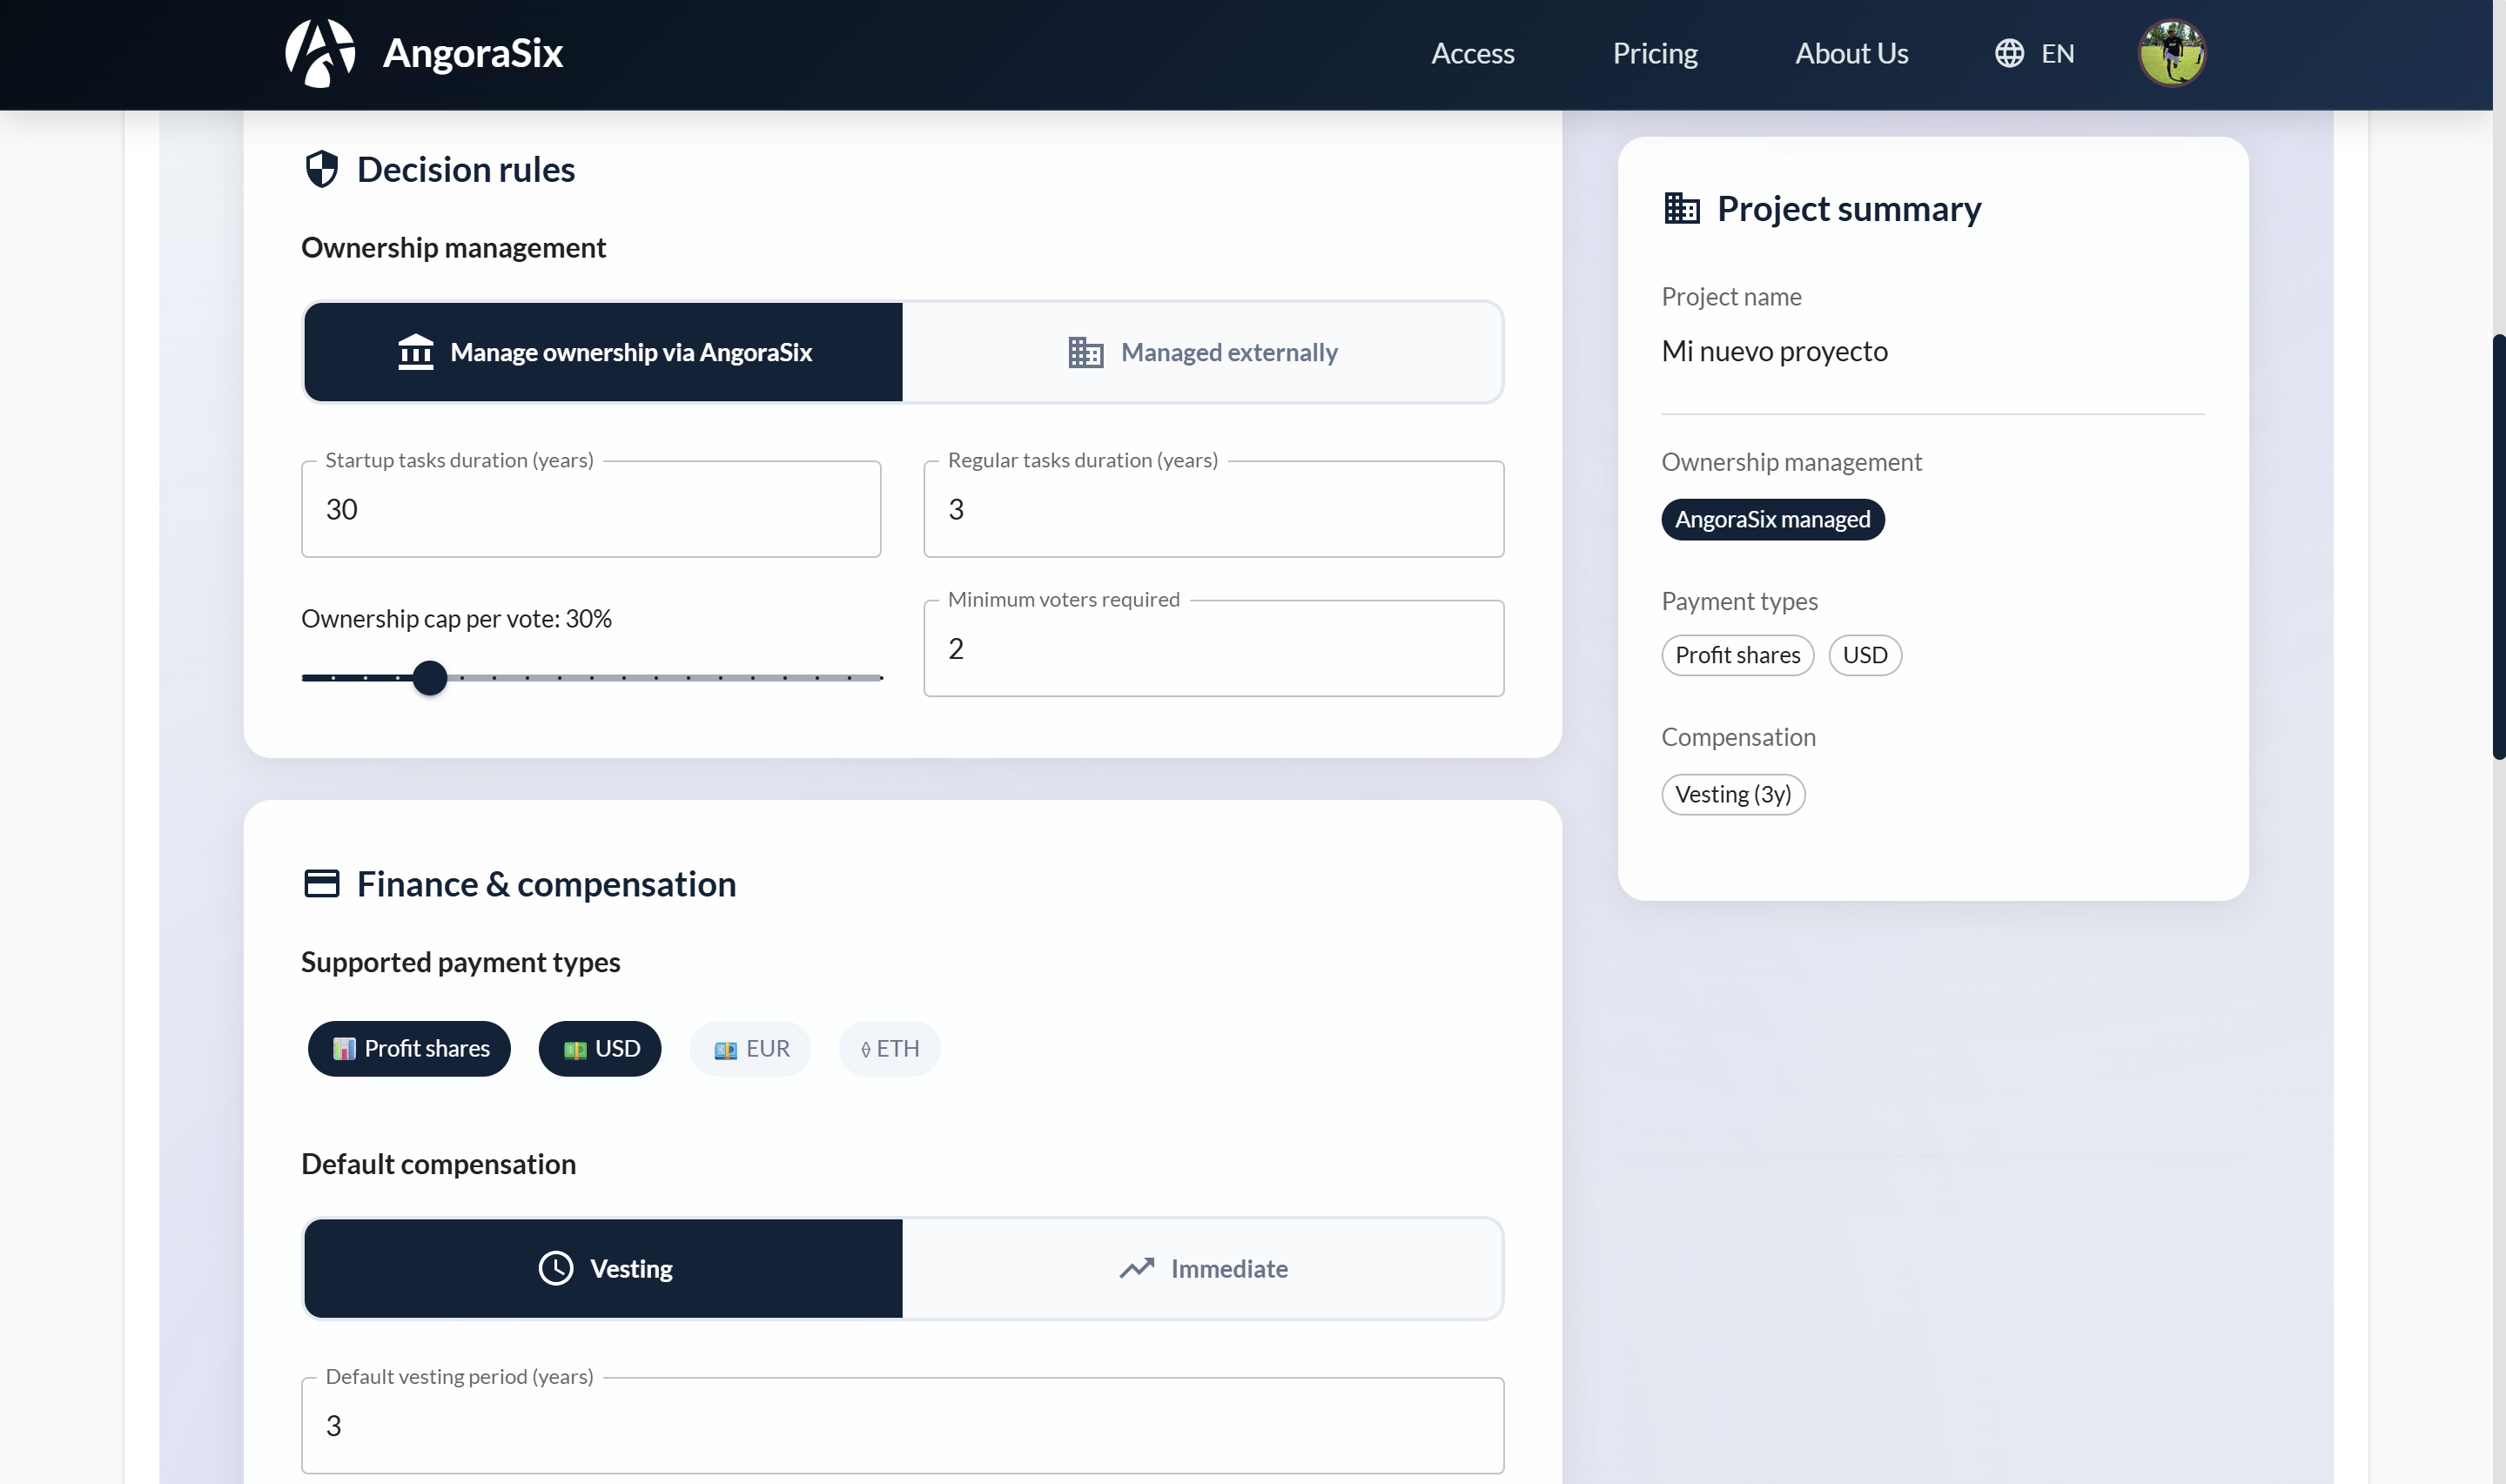 AngoraSix
Access
Pricing
About Us
EN
Decision rules
Ownership management
Manage ownership via AngoraSix
Managed externally
Startup tasks duration (years)
30
Regular tasks duration (years)
3
Ownership cap per vote: 30%
Minimum voters required
2
Finance & compensation
Supported payment types
Profit shares
USD
EUR
ETH
Default compensation
Vesting
Immediate
Default vesting period (years)
3
Project summary
Project name
Mi nuevo proyecto
Ownership management
AngoraSix managed
Payment types
Profit shares
USD
Compensation
Vesting (3y)